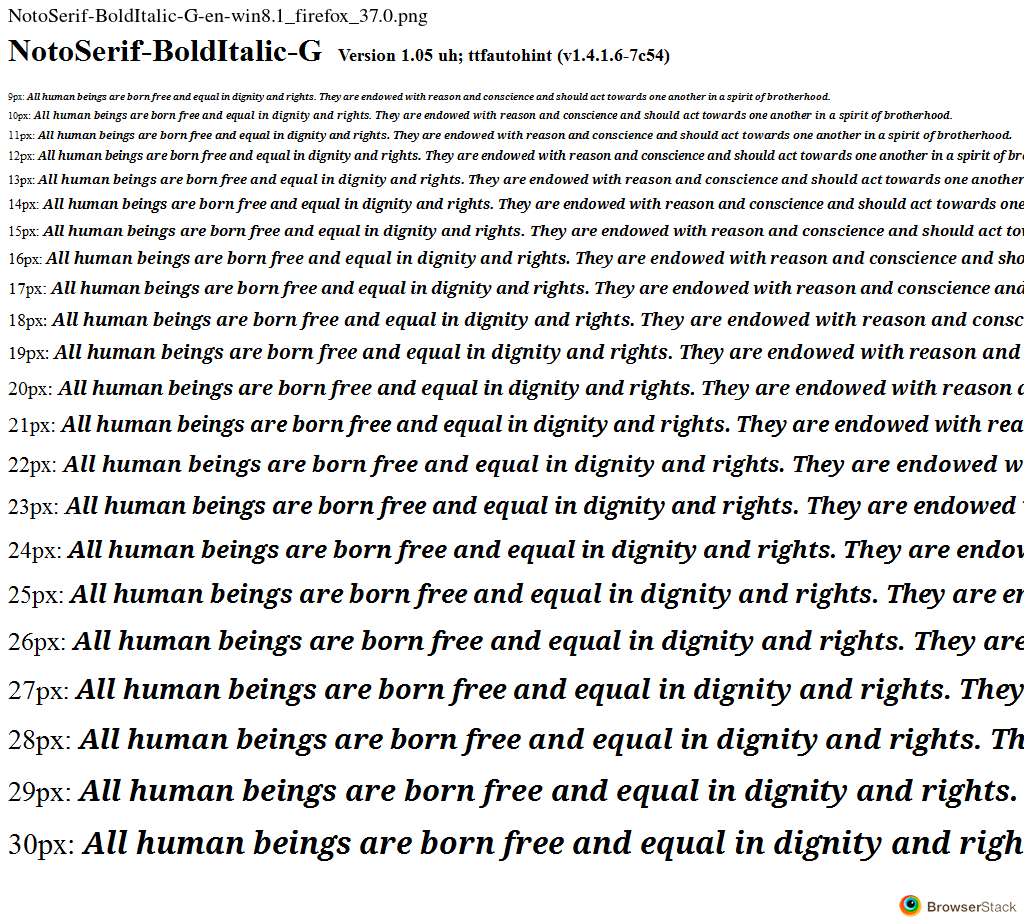 NotoSerif-BoldItalic-G-en-win8.1_firefox_37.0.png
NotoSerif-BoldItalic-G Version 1.05 uh; ttfautohint (v1.4.1.6-7c54)
9px: All human beings are born free and equal in dignity and rights. They are endowed with reason and conscience and should act towards one another in a spirit of brotherhood.
10px: All human beings are born free and equal in dignity and rights. They are endowed with reason and conscience and should act towards one another in a spirit of brotherhood.
11px: All human beings are born free and equal in dignity and rights. They are endowed with reason and conscience and should act towards one another in a spirit of brotherhood.
12px: All human beings are born free and equal in dignity and rights. They are endowed with reason and conscience and should act towards one another in a spirit of br
13px: All human beings are born free and equal in dignity and rights. They are endowed with reason and conscience and should act towards one another
14px: All human beings are born free and equal in dignity and rights. They are endowed with reason and conscience and should act towards one
15px: All human beings are born free and equal in dignity and rights. They are endowed with reason and conscience and should act to
16px: All human beings are born free and equal in dignity and rights. They are endowed with reason and conscience and sho
17px: All human beings are born free and equal in dignity and rights. They are endowed with reason and conscience and
18px: All human beings are born free and equal in dignity and rights. They are endowed with reason and consc
19px: All human beings are born free and equal in dignity and rights. They are endowed with reason and
20px: All human beings are born free and equal in dignity and rights. They are endowed with reason a
21px: All human beings are born free and equal in dignity and rights. They are endowed with rea
22px: All human beings are born free and equal in dignity and rights. They are endowed w
23px: All human beings are born free and equal in dignity and rights. They are endowed
24px: All human beings are born free and equal in dignity and rights. They are endow
25px: All human beings are born free and equal in dignity and rights. They are en
26px: All human beings are born free and equal in dignity and rights. They are
27px: All human beings are born free and equal in dignity and rights. They
28px: All human beings are born free and equal in dignity and rights. Th
29px: All human beings are born free and equal in dignity and rights.
30px: All human beings are born free and equal in dignity and righ
BrowserStack